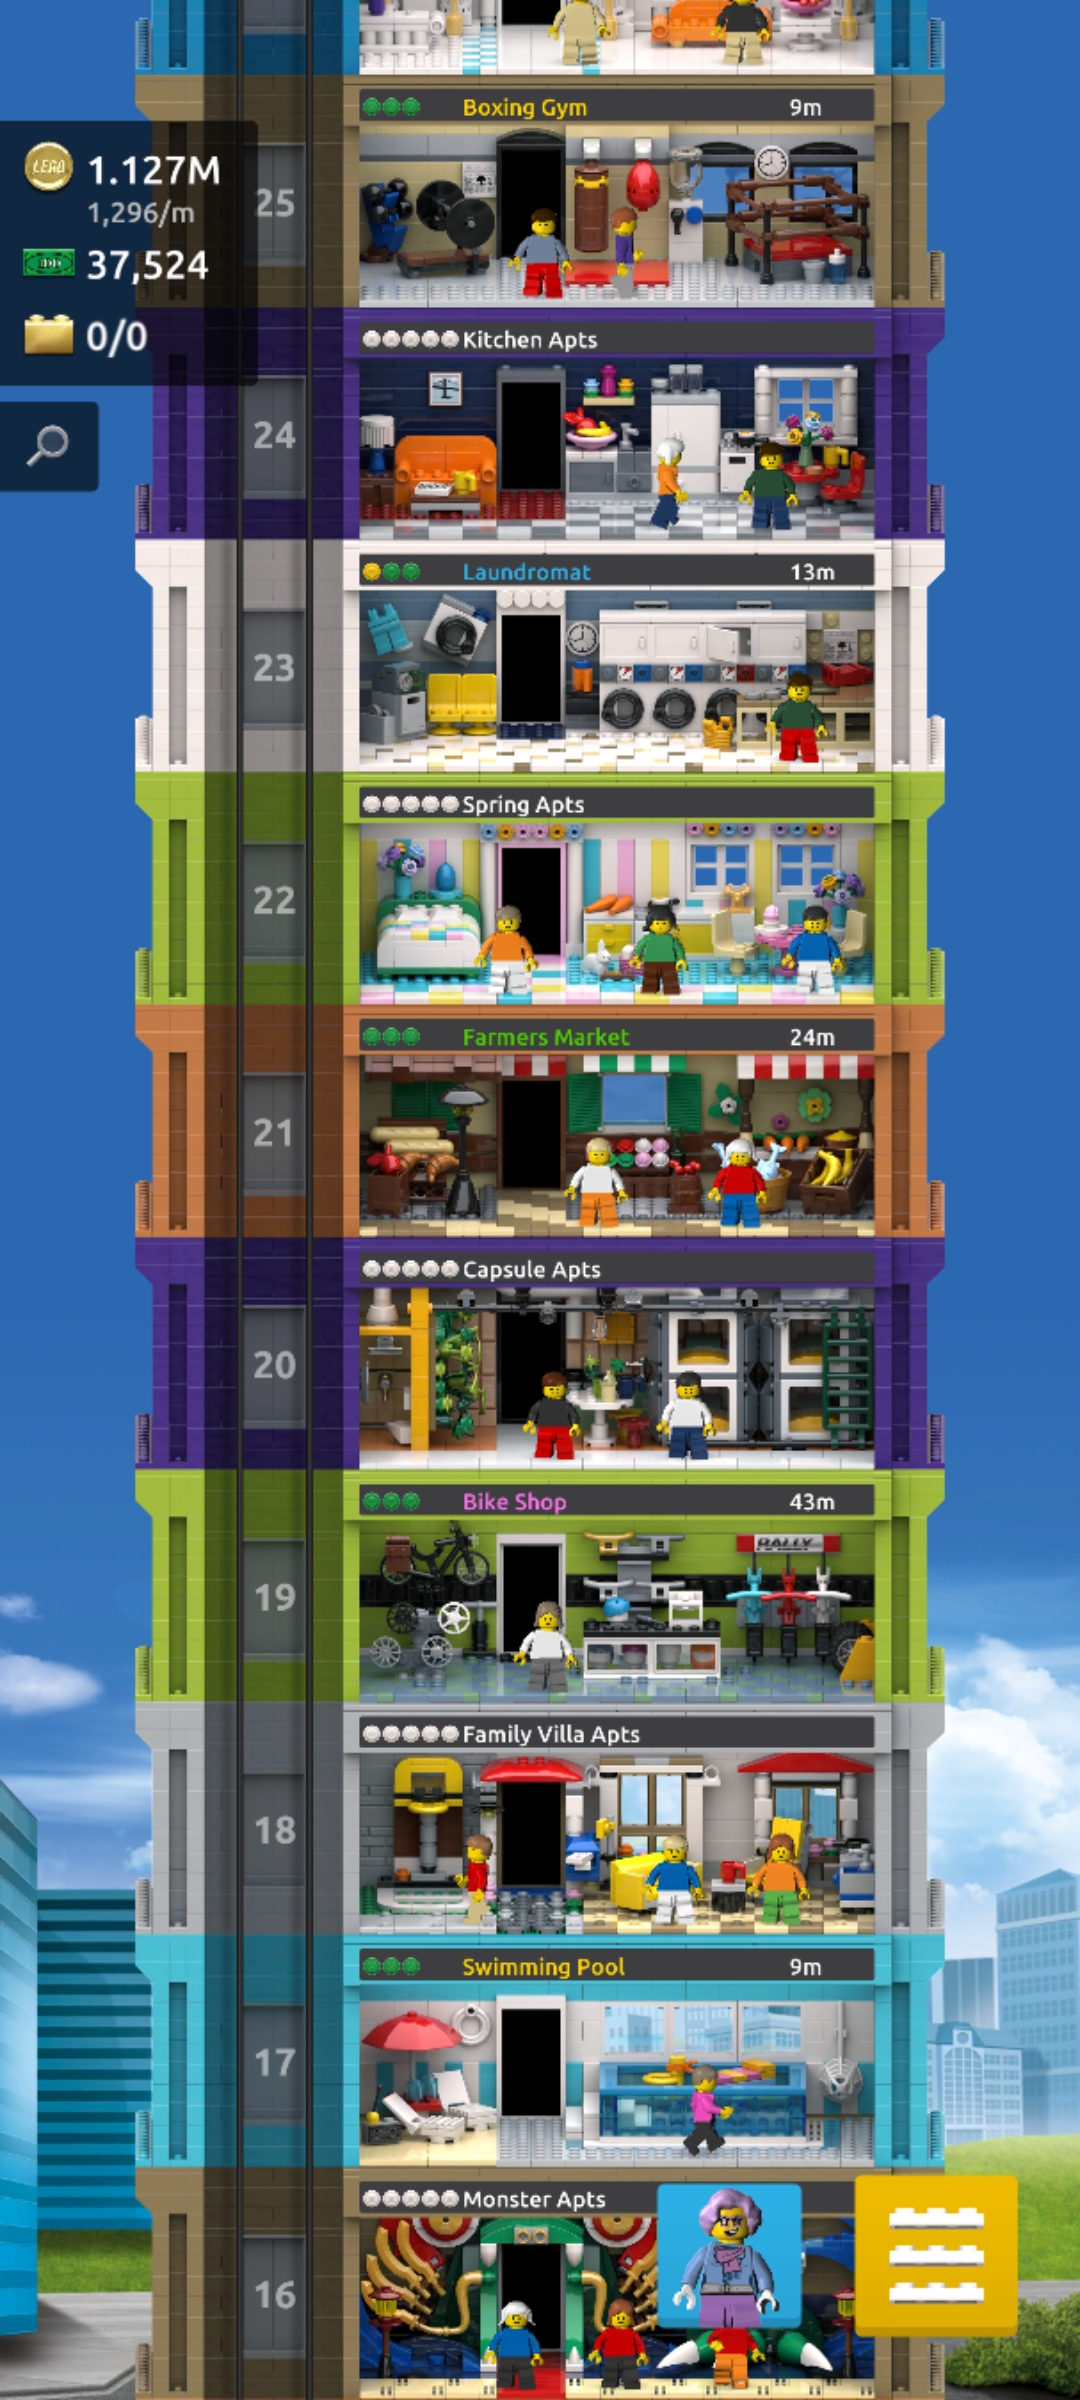 Boxing Gym 9m
LEGO 1.127M
1,296/m
25
37,524
0/0
Kitchen Apts
24
Laundromat 13m
23
Spring Apts
22
Farmers Market 24m
21
Capsule Apts
20
Bike Shop 43m
RALLY
19
Family Villa Apts
18
Swimming Pool 9m
17
Monster Apts
16